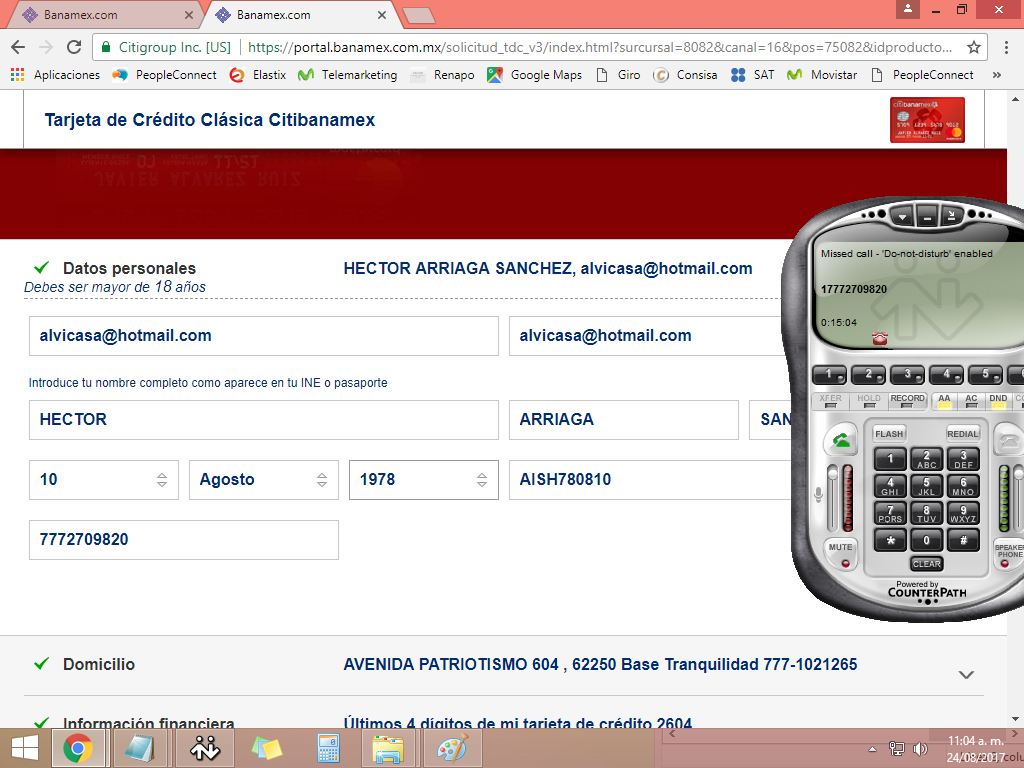 Banamex.com
Banamex.com
Citigroup Inc. [US]
https://portal.banamex.com.mx/solicitud_tdc_v3/index.html?surcursal=8082&canal=16&pos=75082&idproducto...
Aplicaciones PeopleConnect Elastix Telemarketing Renapo Google Maps Giro Consisa SAT Movistar PeopleConnect »
Tarjeta de Crédito Clásica Citibanamex
citibanamex
JAVIER ALVAREZ RUIZ
Datos personales
HECTOR ARRIAGA SANCHEZ, alvicasa@hotmail.com
Debes ser mayor de 18 años
alvicasa@hotmail.com
alvicasa@hotmail.com
Introduce tu nombre completo como aparece en tu INE o pasaporte
HECTOR
ARRIAGA
SAN
10
Agosto
1978
AISH780810
7772709820
Missed call - 'Do-not-disturb' enabled
17772709820
0:15:04
1 2 3 4 5 6
XFER HOLD RECORD AA AC DND CO
FLASH REDIAL
1 2 ABC 3 DEF
4 GHI 5 JKL 6 MNO
7 PQRS 8 TUV 9 WXYZ
* 0 #
MUTE
SPEAKER PHONE
CLEAR
Powered by
COUNTERPATH
Domicilio
AVENIDA PATRIOTISMO 604 , 62250 Base Tranquilidad 777-1021265
Información financiera
Últimos 4 dígitos de mi tarjeta de crédito 2604
11:04 a. m.
24/08/2017